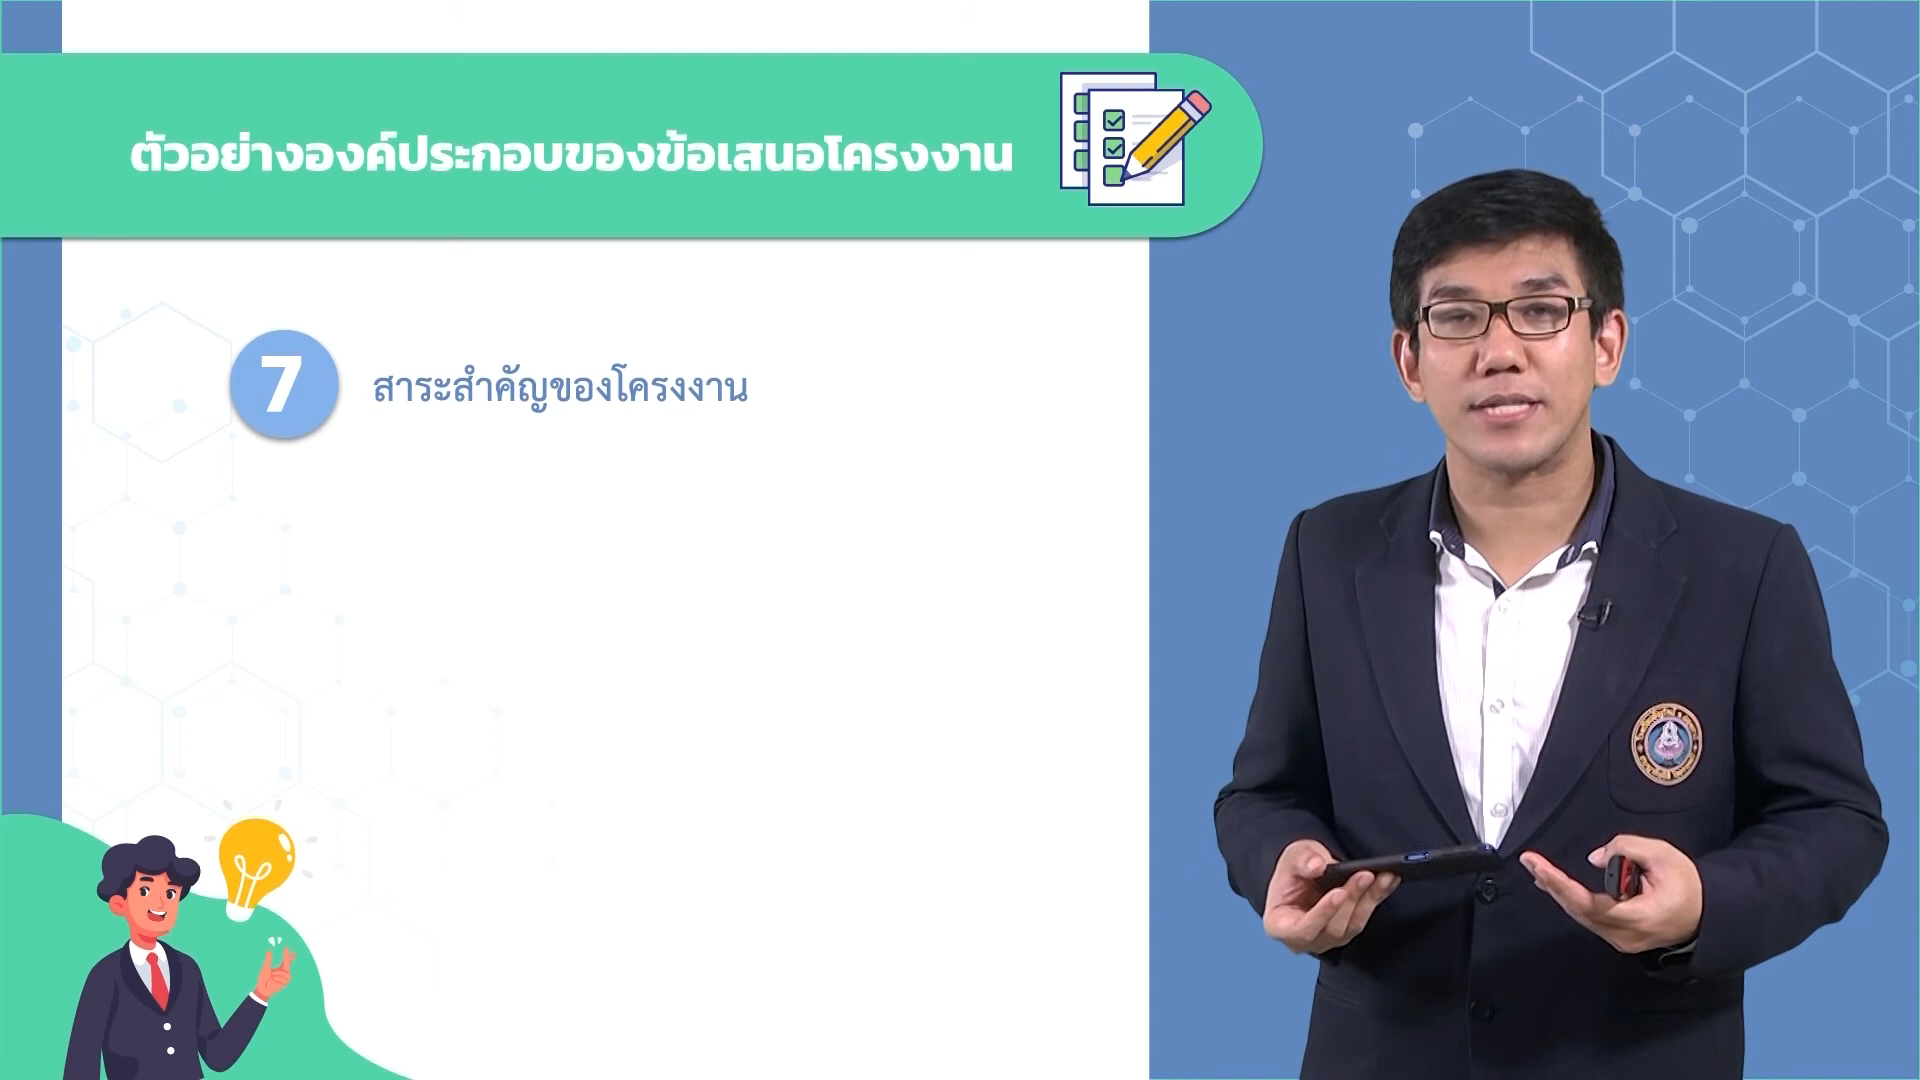 ตัวอย่างองค์ประกอบของข้อเสนอโครงงาน
7
สาระสำคัญของโครงงาน